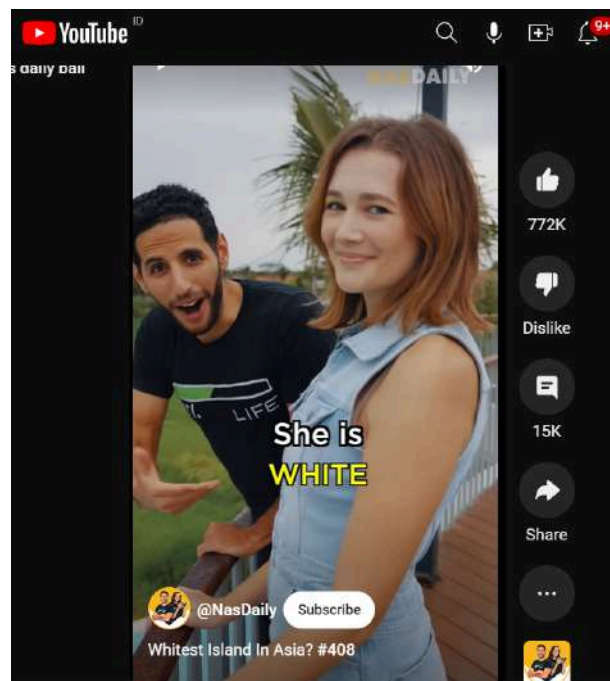 YouTube ID
9+
s daily bali
NAS DAILY
772K
Dislike
LIFE
She is
WHITE
15K
Share
@NasDaily
Subscribe
Whitest Island In Asia? #408